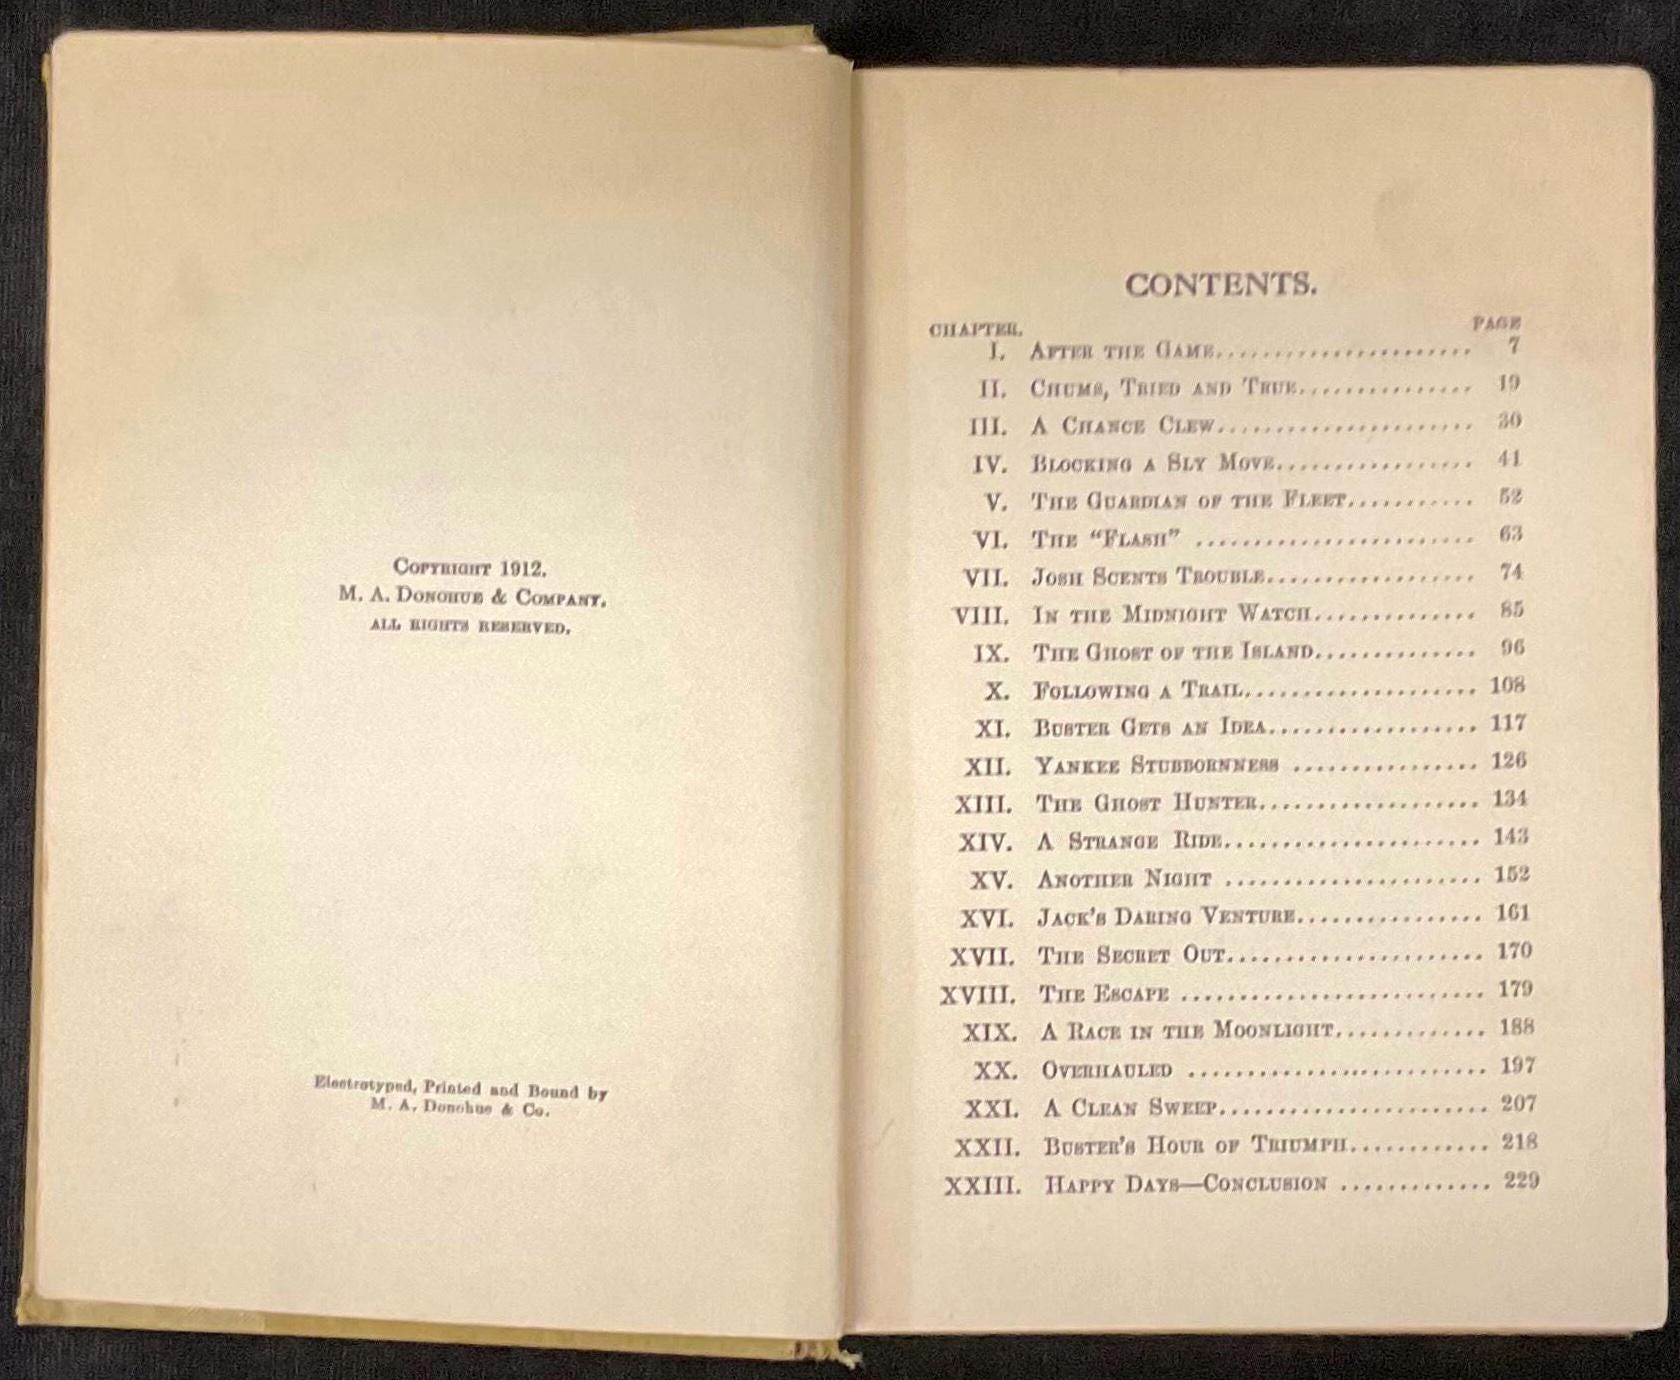 COPYRIGHT 1912.
M. A. DONOHUE & COMPANY.
ALL RIGHTS RESERVED.
Electrotyped, Printed and Bound by
M. A. Donohue & Co.
CONTENTS.
CHAPTER. PAGE
I. AFTER THE GAME....................... 7
II. CHUMS, TRIED AND TRUE............... 19
III. A CHANCE CLEW....................... 30
IV. BLOCKING A SLY MOVE................. 41
V. THE GUARDIAN OF THE FLEET........... 52
VI. THE "FLASH" ........................ 63
VII. JOSH SCENTS TROUBLE.................. 74
VIII. IN THE MIDNIGHT WATCH.............. 85
IX. THE GHOST OF THE ISLAND.............. 96
X. FOLLOWING A TRAIL.................... 108
XI. BUSTER GETS AN IDEA.................. 117
XII. YANKEE STUBBORNNESS ................ 126
XIII. THE GHOST HUNTER................... 134
XIV. A STRANGE RIDE....................... 143
XV. ANOTHER NIGHT ....................... 152
XVI. JACK'S DARING VENTURE................ 161
XVII. THE SECRET OUT....................... 170
XVIII. THE ESCAPE ........................... 179
XIX. A RACE IN THE MOONLIGHT............. 188
XX. OVERHAULED .......................... 197
XXI. A CLEAN SWEEP........................ 207
XXII. BUSTER'S HOUR OF TRIUMPH............ 218
XXIII. HAPPY DAYS—CONCLUSION ............. 229